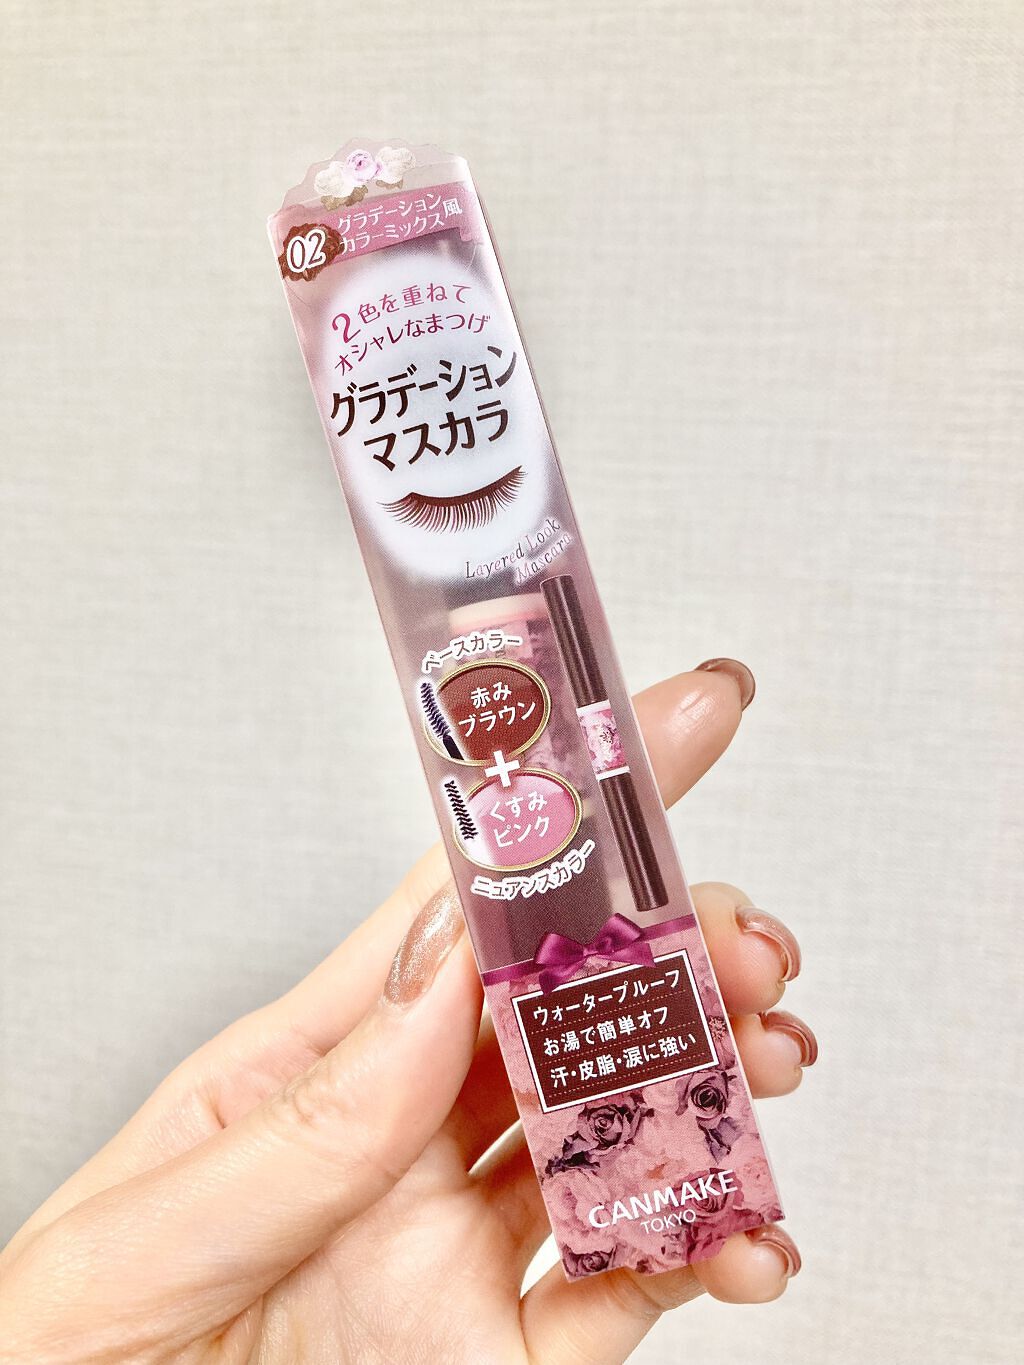 02
グラデーション
カラーミックス風
2色を重ねて
オシャレなまつげ
グラデーション
マスカラ
Layered Look
Mascara
ベースカラー
赤み
ブラウン
+
くすみ
ピンク
ニュアンスカラー
ウォータープルーフ
お湯で簡単オフ
汗・皮脂・涙に強い
CANMAKE
TOKYO